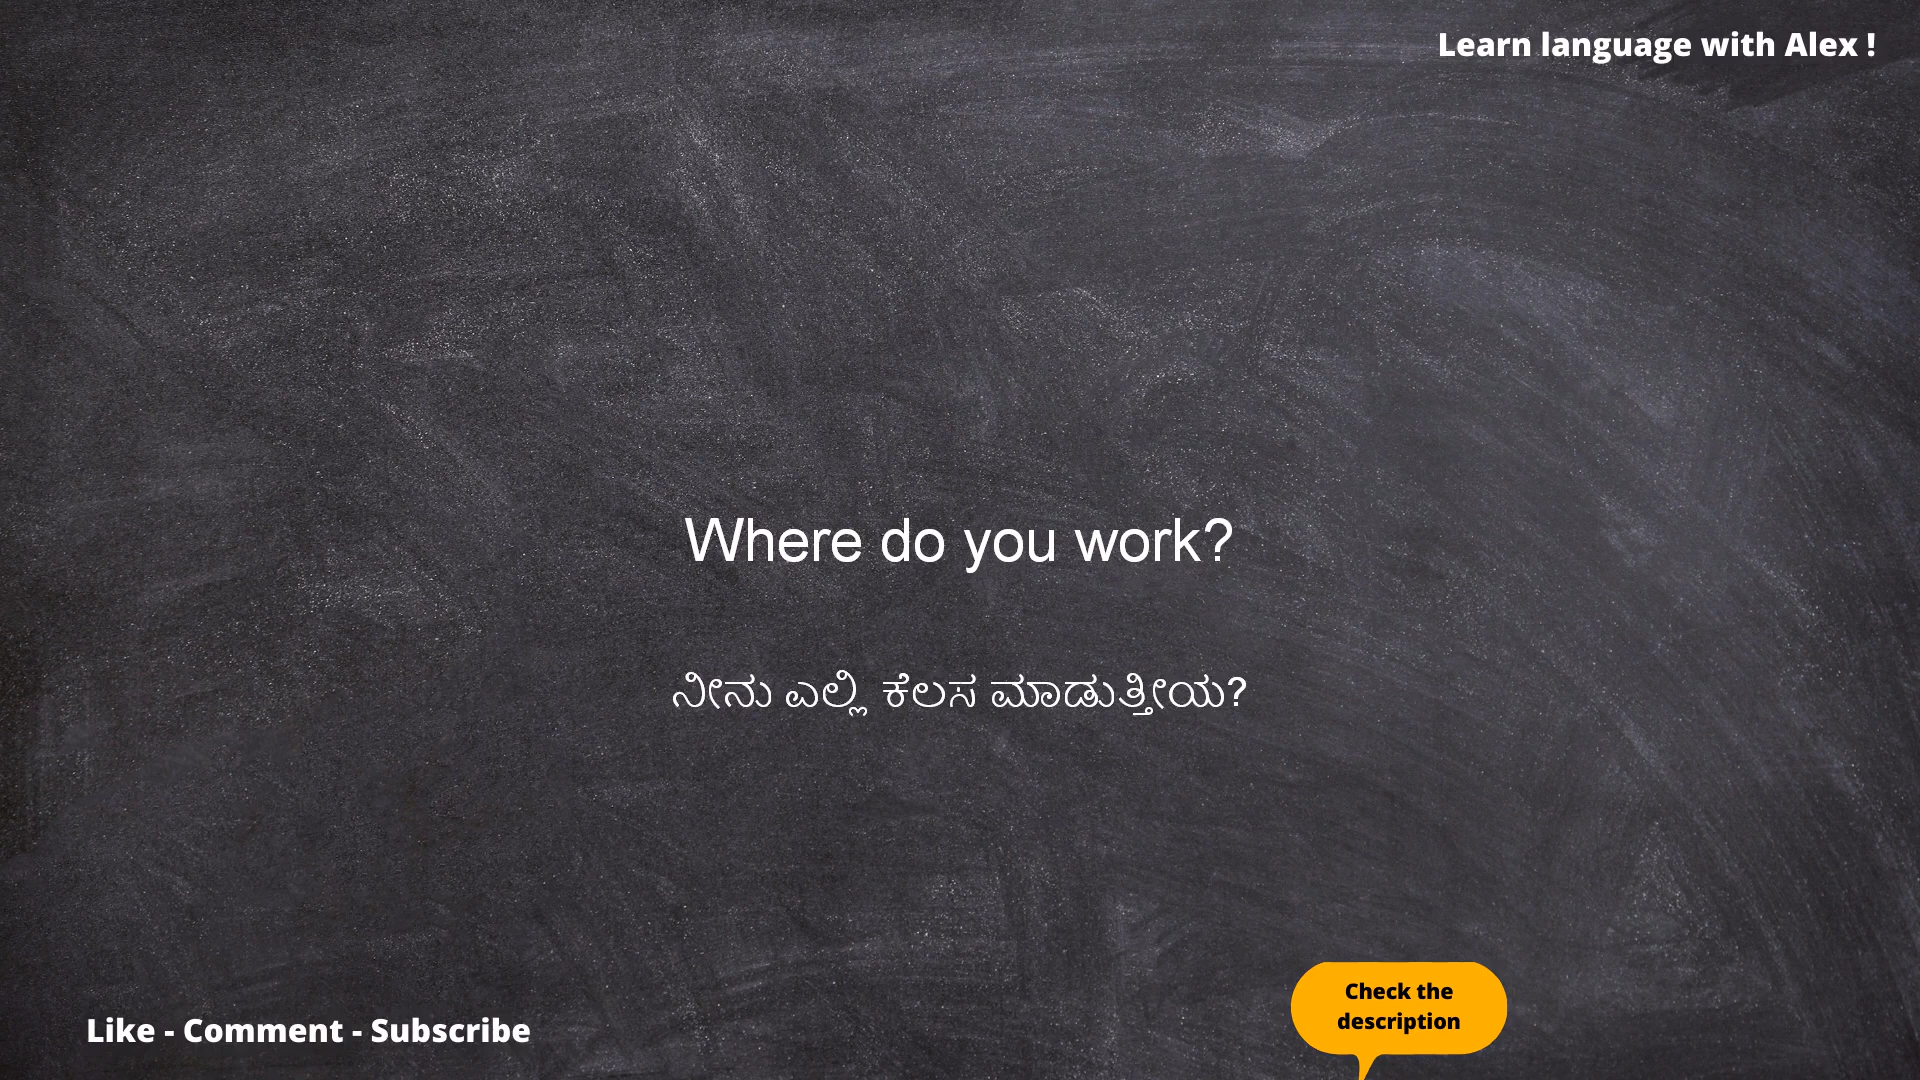 Learn language with Alex !
Where do you work?
ನೀನು ಎಲ್ಲಿ ಕೆಲಸ ಮಾಡುತ್ತೀಯ?
Check the
description
Like - Comment - Subscribe